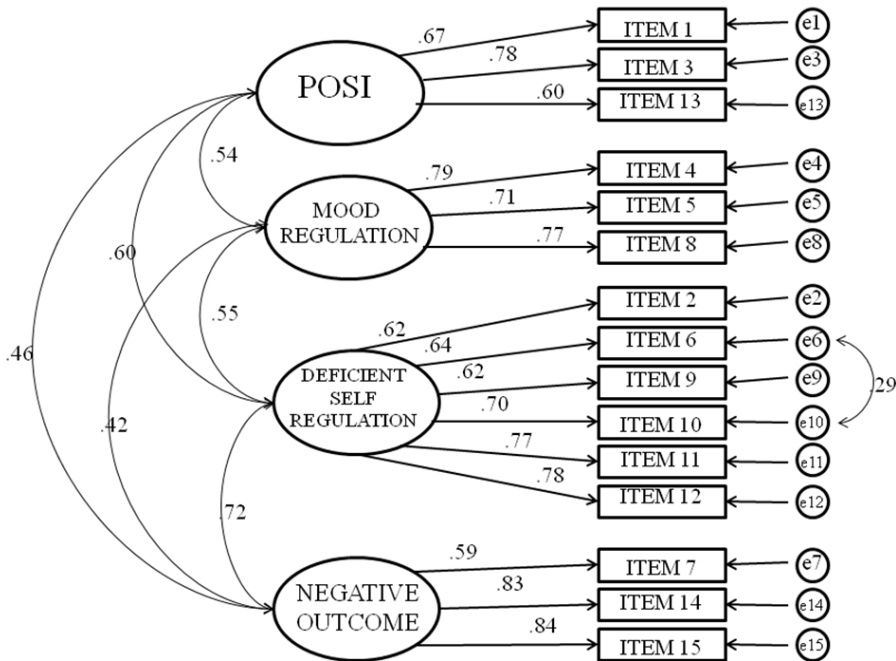 .67
ITEM 1
e1
.78
ITEM 3
e3
POSI
.60
ITEM 13
e13
.54
.79
ITEM 4
e4
MOOD
REGULATION
.71
ITEM 5
e5
.77
ITEM 8
e8
.60
.55
ITEM 2
e2
.62
.64
ITEM 6
e6
.46
DEFICIENT
SELF
REGULATION
.62
ITEM 9
e9
.29
.42
.70
ITEM 10
e10
.77
ITEM 11
e11
.78
ITEM 12
e12
.72
.59
ITEM 7
e7
NEGATIVE
OUTCOME
.83
ITEM 14
e14
.84
ITEM 15
e15